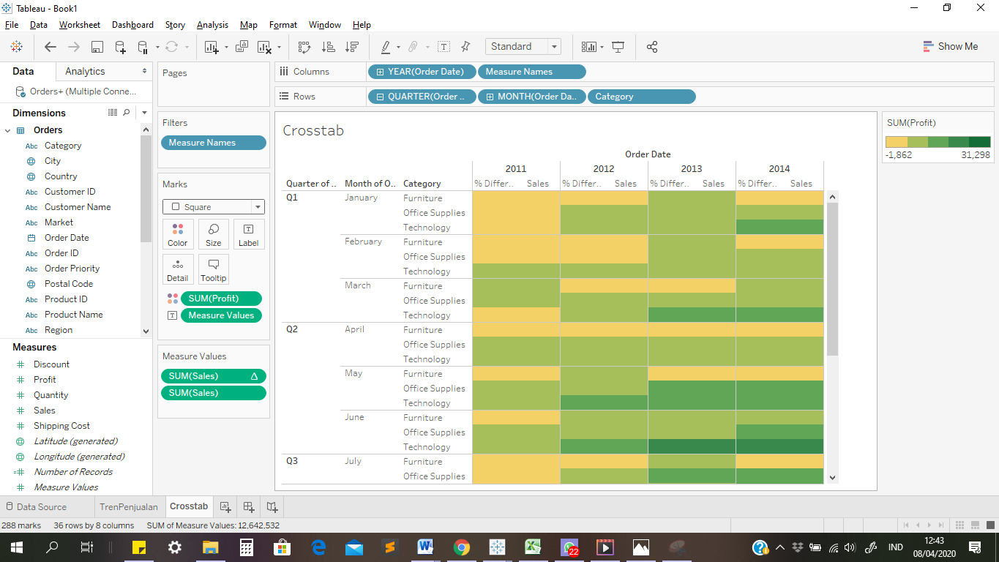 Tableau - Book1
File Data Worksheet Dashboard Story Analysis Map Format Window Help
Standard
Show Me
Data Analytics
Orders+ (Multiple Conne...
Dimensions
Orders
Abc Category
City
Country
Abc Customer ID
Abc Customer Name
Abc Market
Order Date
Abc Order ID
Abc Order Priority
Postal Code
Abc Product ID
Abc Product Name
Abc Region
Measures
Discount
Profit
Quantity
Sales
Shipping Cost
Latitude (generated)
Longitude (generated)
Number of Records
Measure Values
Pages
Filters
Measure Names
Marks
Square
Color Size Label
Detail Tooltip
SUM(Profit)
Measure Values
Measure Values
SUM(Sales) Δ
SUM(Sales)
Columns YEAR(Order Date) Measure Names
Rows QUARTER(Order .. MONTH(Order Da.. Category
Crosstab
Order Date
2011 2012 2013 2014
Quarter of .. Month of O.. Category % Differ.. Sales % Differ.. Sales % Differ.. Sales % Differ.. Sales
Q1 January Furniture
Office Supplies
Technology
February Furniture
Office Supplies
Technology
March Furniture
Office Supplies
Technology
Q2 April Furniture
Office Supplies
Technology
May Furniture
Office Supplies
Technology
June Furniture
Office Supplies
Technology
Q3 July Furniture
Office Supplies
SUM(Profit)
-1,862 31,298
Data Source TrenPenjualan Crosstab
288 marks 36 rows by 8 columns SUM of Measure Values: 12,642,532
22
IND
12:43
08/04/2020